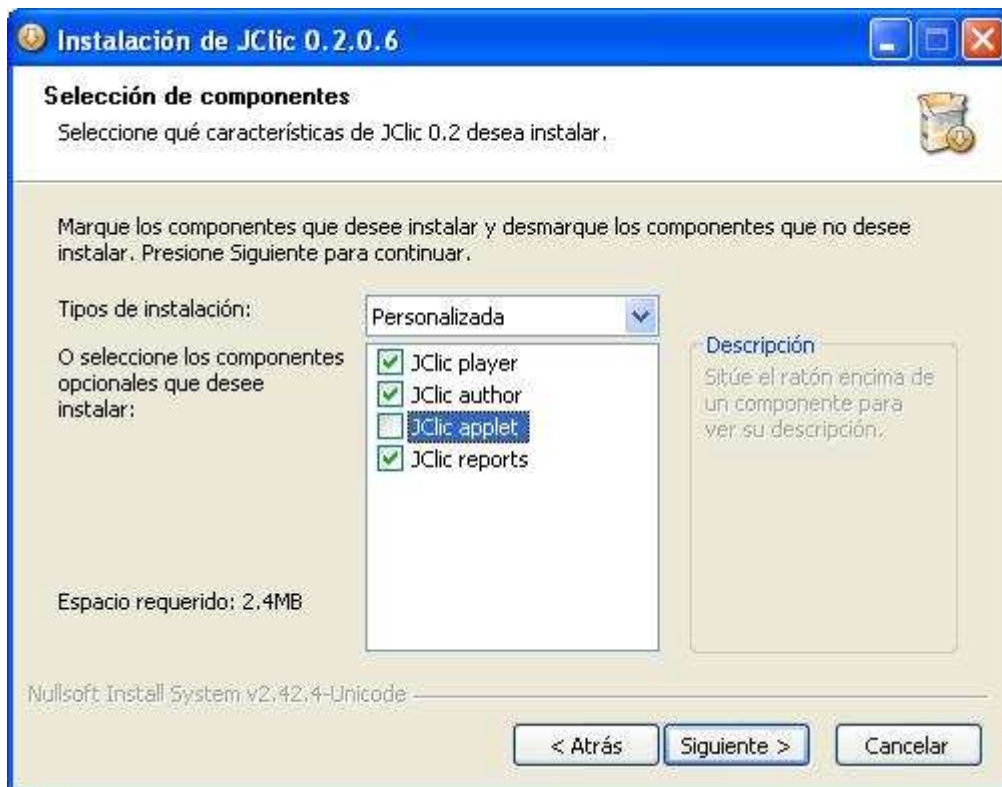 Instalación de JClic 0.2.0.6
Selección de componentes
Seleccione qué características de JClic 0.2 desea instalar.
Marque los componentes que desee instalar y desmarque los componentes que no desee
instalar. Presione Siguiente para continuar.
Tipos de instalación:
Personalizada
O seleccione los componentes
opcionales que desee
instalar:
JClic player
JClic author
JClic applet
JClic reports
Descripción
Sitúe el ratón encima de
un componente para
ver su descripción.
Espacio requerido: 2.4MB
Nullsoft Install System v2.42.4-Unicode
< Atrás
Siguiente >
Cancelar